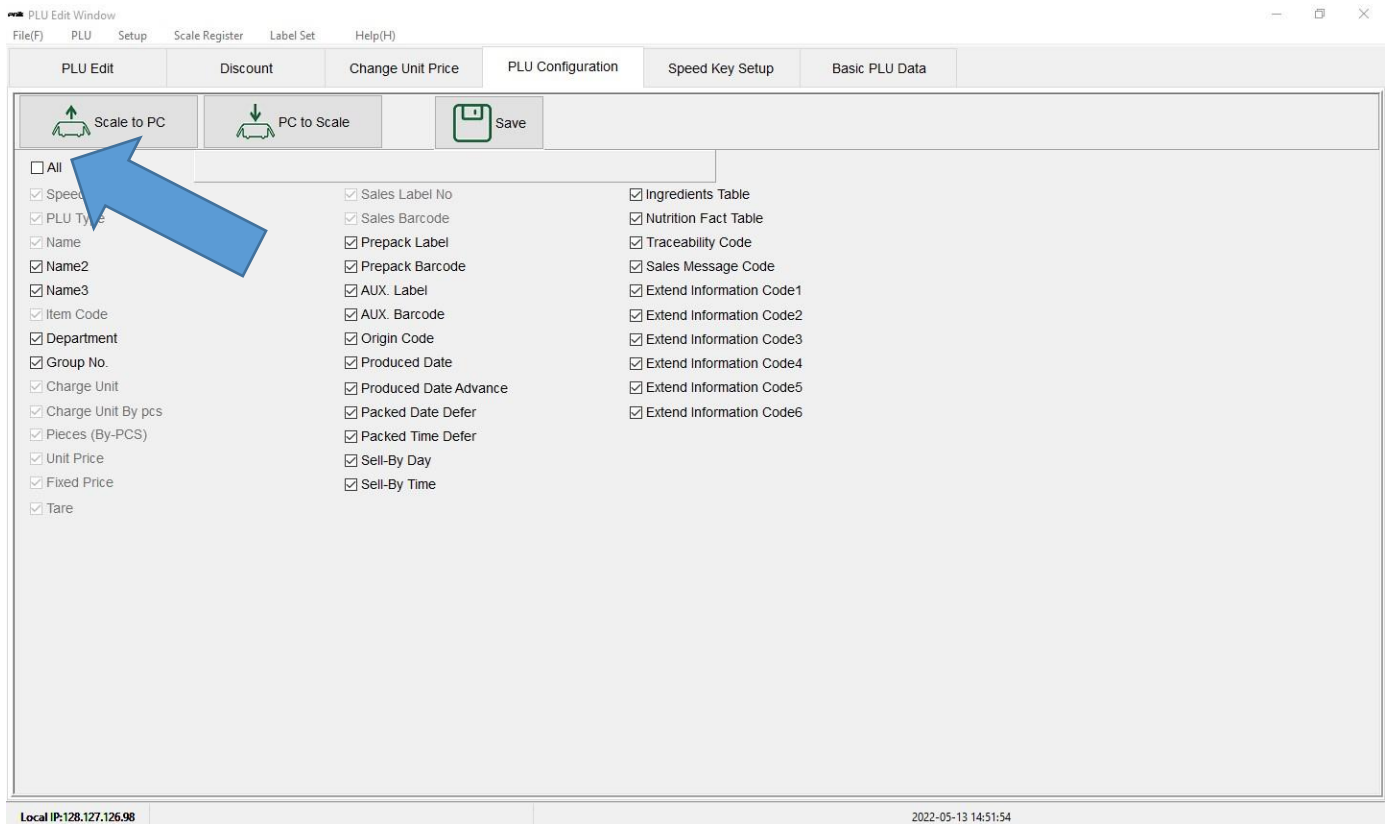 PLU Edit Window
File(F) PLU Setup Scale Register Label Set Help(H)
PLU Edit Discount Change Unit Price PLU Configuration Speed Key Setup Basic PLU Data
Scale to PC PC to Scale Save
All
Sales Label No Ingredients Table
PLU Sales Barcode Nutrition Fact Table
Name Prepack Label Traceability Code
Name2 Prepack Barcode Sales Message Code
Name3 AUX. Label Extend Information Code1
Item Code AUX. Barcode Extend Information Code2
Department Origin Code Extend Information Code3
Group No. Produced Date Extend Information Code4
Charge Unit Produced Date Advance Extend Information Code5
Charge Unit By pcs Packed Date Defer Extend Information Code6
Pieces (By-PCS) Packed Time Defer
Unit Price Sell-By Day
Fixed Price Sell-By Time
Tare
Local IP:128.127.126.98 2022-05-13 14:51:54